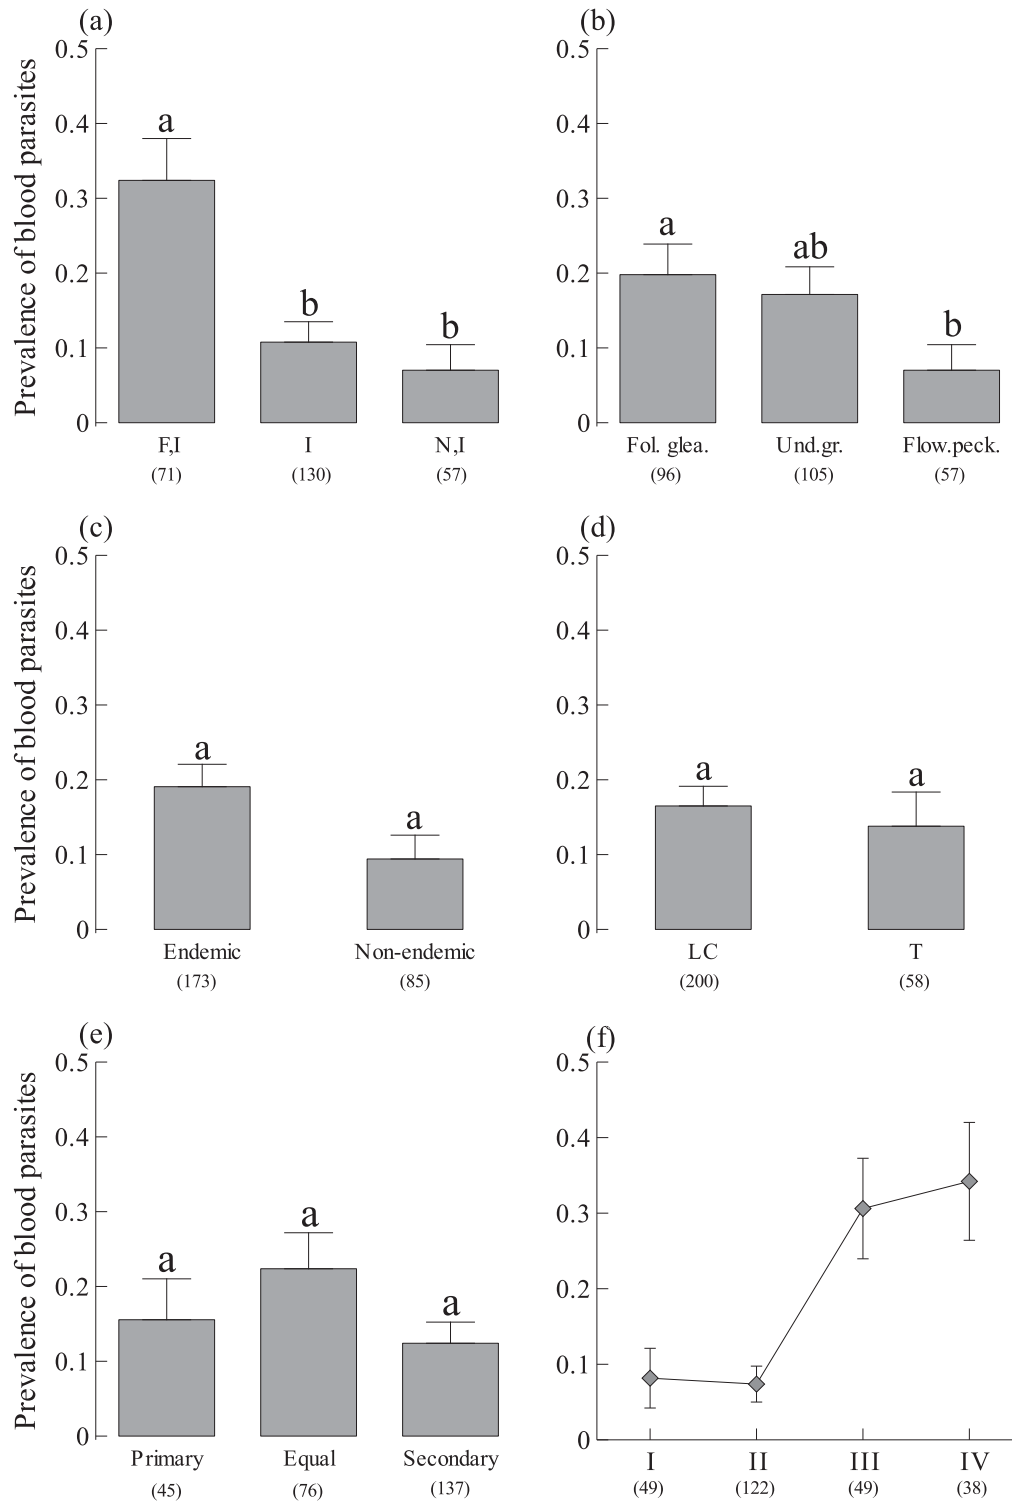 (a)
Prevalence of blood parasites
0.5
0.4
0.3
0.2
0.1
0
a
b
b
F,I
I
N,I
(71)
(130)
(57)
(b)
0.5
0.4
0.3
0.2
0.1
0
a
ab
b
Fol. glea.
Und.gr.
Flow.peck.
(96)
(105)
(57)
(c)
Prevalence of blood parasites
0.5
0.4
0.3
0.2
0.1
0
a
a
Endemic
Non-endemic
(173)
(85)
(d)
0.5
0.4
0.3
0.2
0.1
0
a
a
LC
T
(200)
(58)
(e)
Prevalence of blood parasites
0.5
0.4
0.3
0.2
0.1
0
a
a
a
Primary
Equal
Secondary
(45)
(76)
(137)
(f)
0.5
0.4
0.3
0.2
0.1
0
I
II
III
IV
(49)
(122)
(49)
(38)